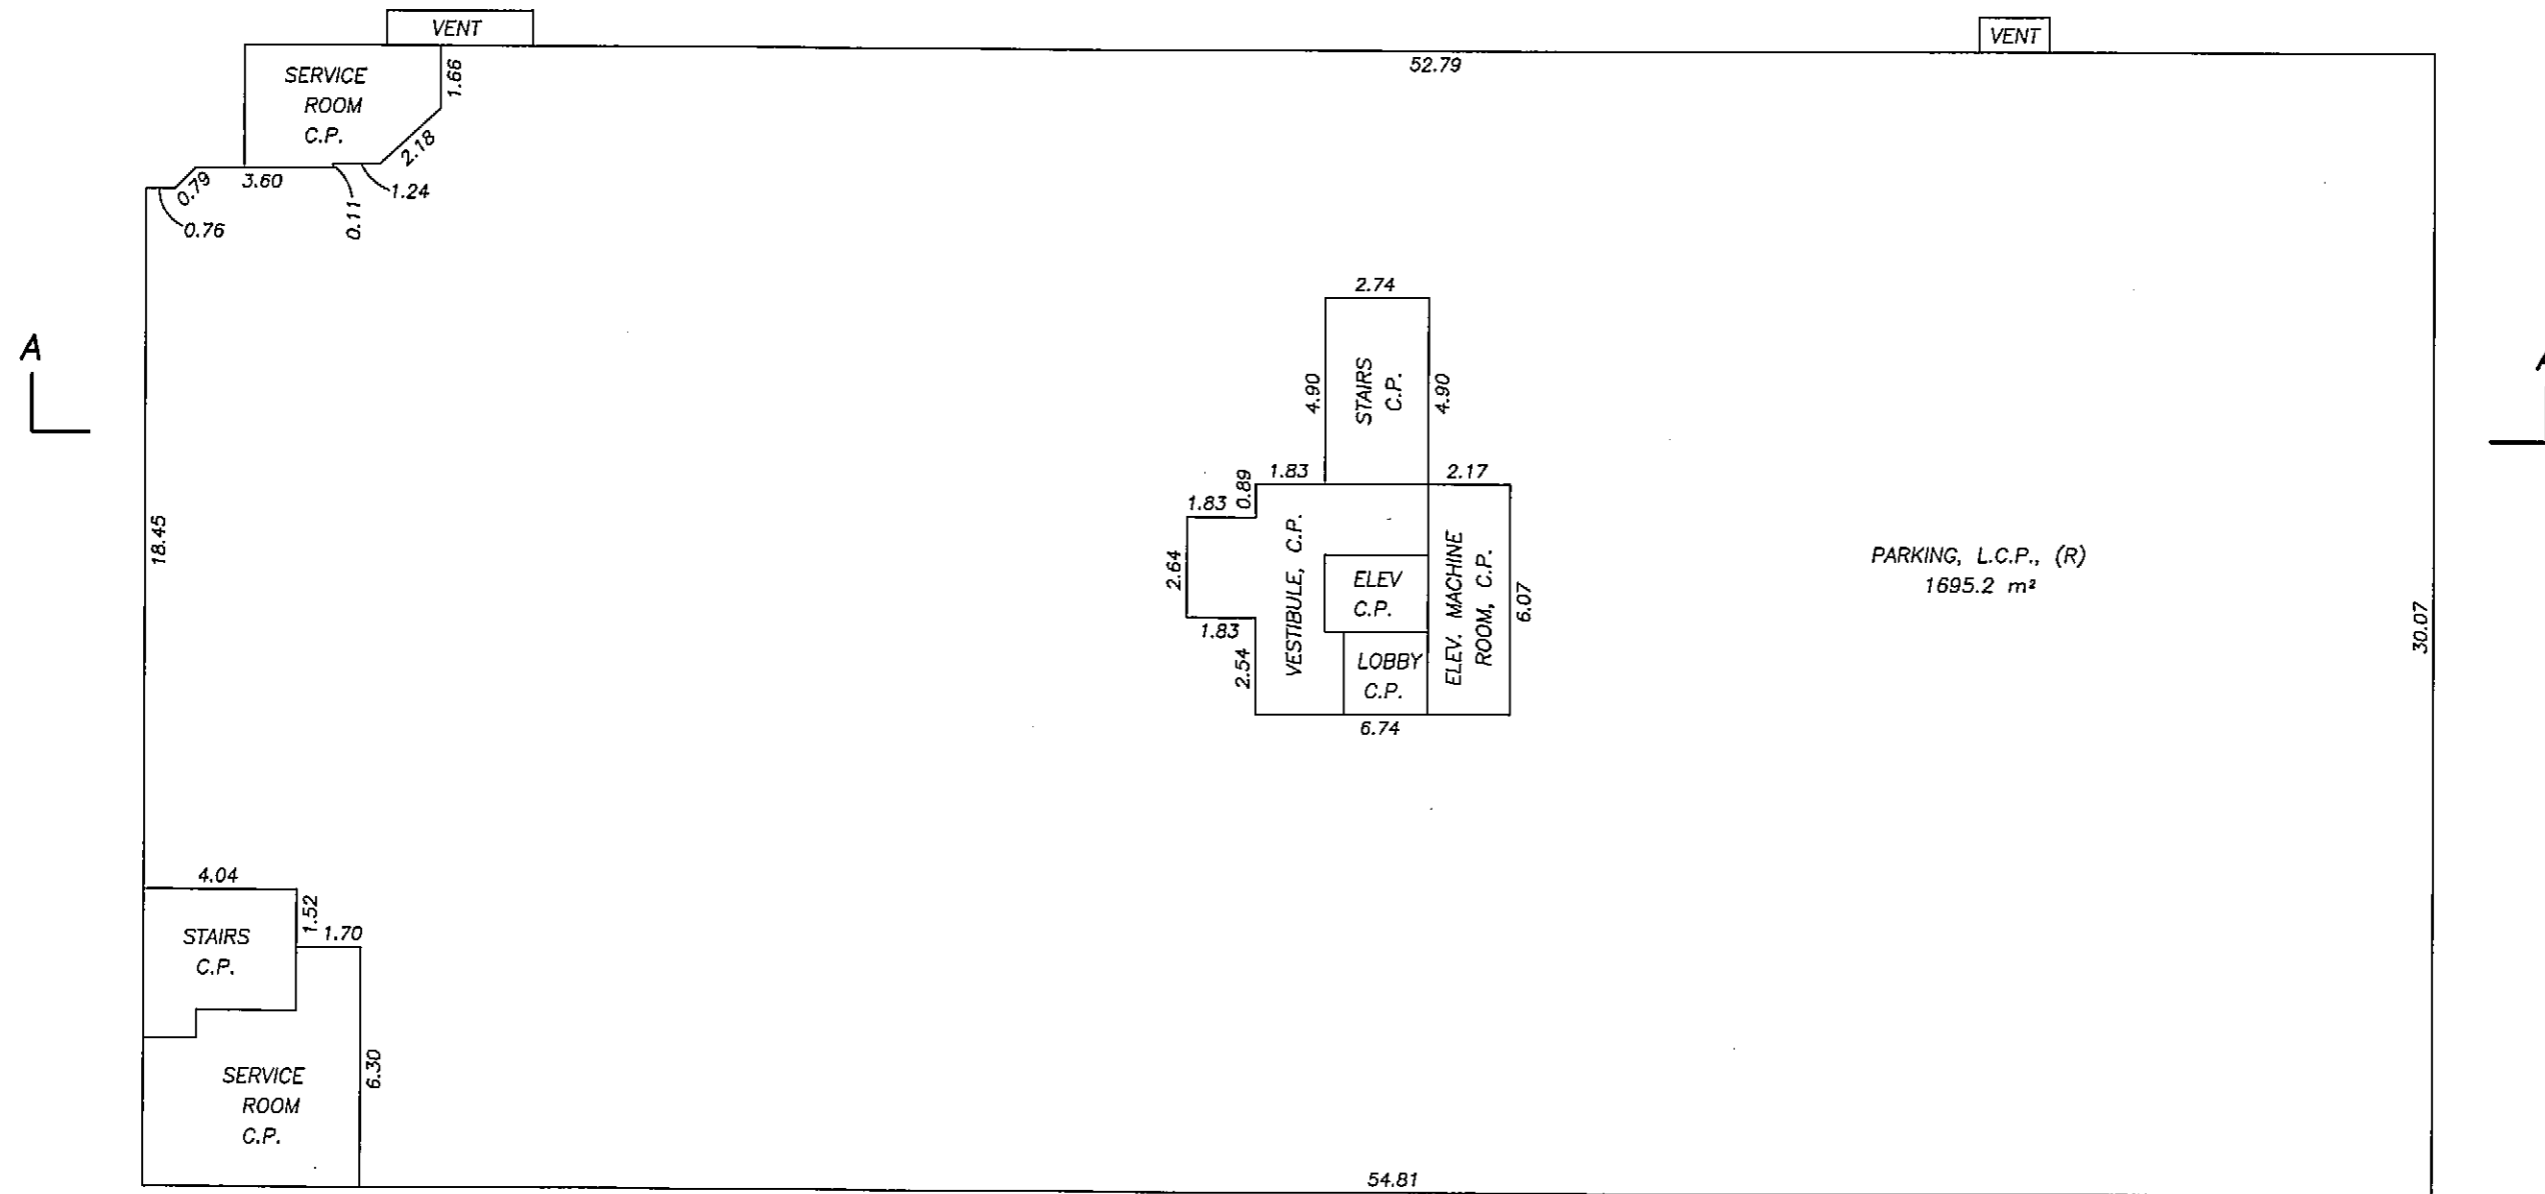 VENT
VENT
SERVICE
ROOM
C.P.
1.66
52.79
2.18
0.79
3.60
0.11
1.24
0.76
A
2.74
STAIRS
C.P.
4.90
4.90
1.83
0.89
1.83
2.17
2.64
1.83
2.54
VESTIBULE, C.P.
ELEV
C.P.
LOBBY
C.P.
ELEV. MACHINE
ROOM, C.P.
6.07
6.74
18.45
PARKING, L.C.P., (R)
1695.2 m²
30.07
4.04
1.52
1.70
STAIRS
C.P.
SERVICE
ROOM
C.P.
6.30
54.81